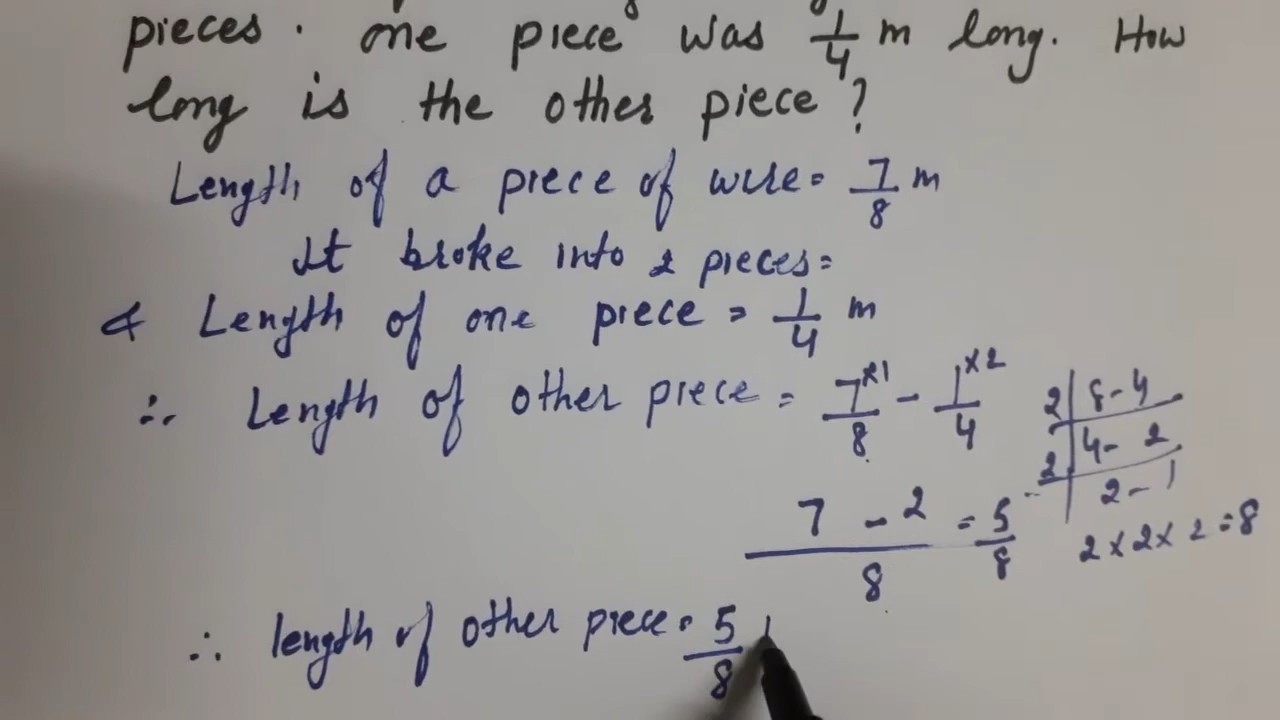 pieces. one piece was 1/4 m long. How
long is the other piece?
Length of a piece of wire = 7/8 m
It broke into 2 pieces =
& Length of one piece = 1/4 m
∴ Length of other piece = 7×1/8 - 1×2/4
2 | 8 - 4
2 | 4 - 2
2 - 1
2 × 2 × 2 = 8
7 - 2/8 = 5/8
∴ length of other piece = 5/8